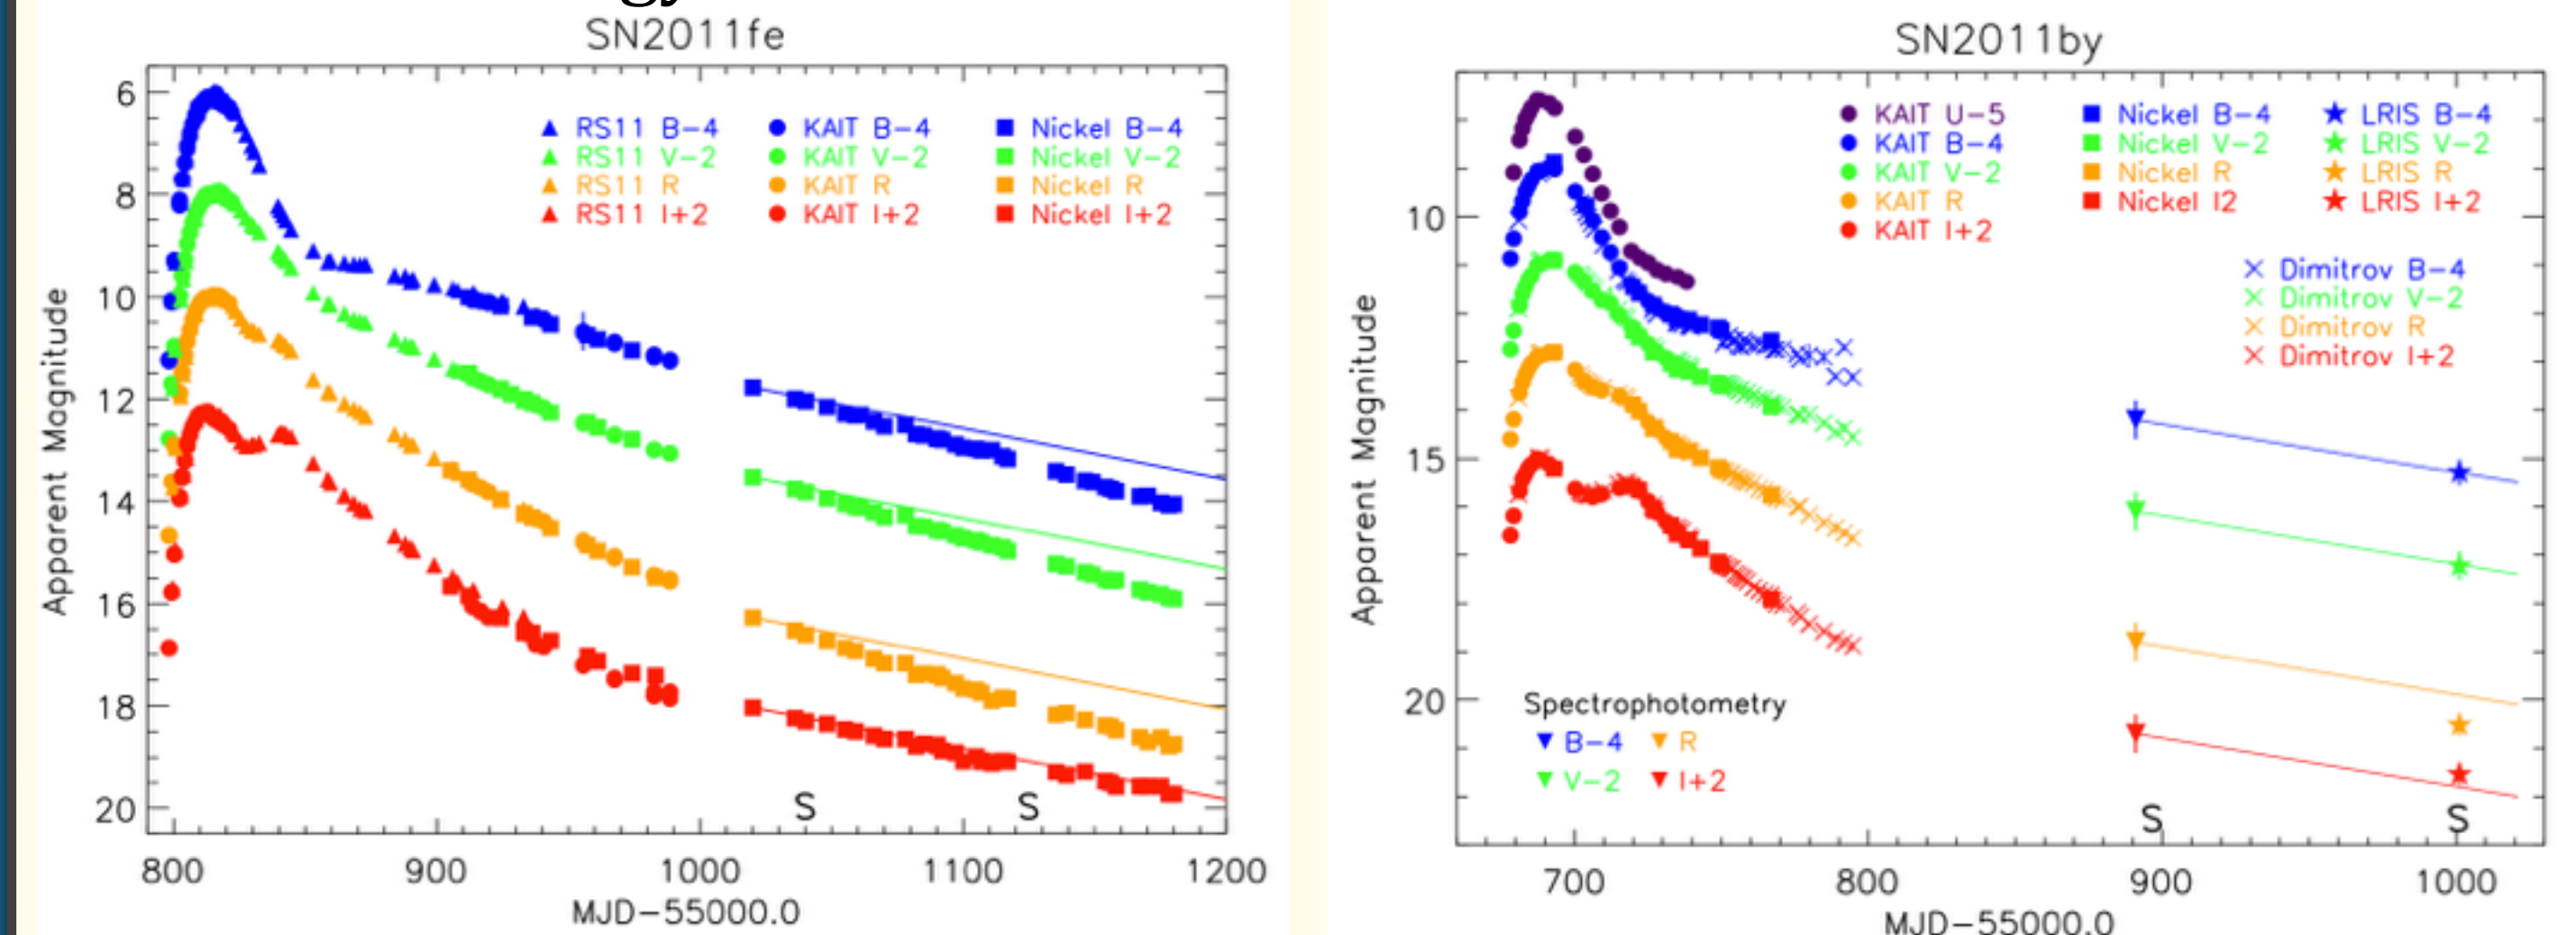 gy
SN2011fe
6
8
10
12
14
16
18
20
Apparent Magnitude
RS11 B-4 KAIT B-4 Nickel B-4
RS11 V-2 KAIT V-2 Nickel V-2
RS11 R KAIT R Nickel R
RS11 I+2 KAIT I+2 Nickel I+2
S S
800 900 1000 1100 1200
MJD-55000.0
SN2011by
10
15
20
Apparent Magnitude
KAIT U-5 Nickel B-4 LRIS B-4
KAIT B-4 Nickel V-2 LRIS V-2
KAIT V-2 Nickel R LRIS R
KAIT R Nickel I2 LRIS I+2
KAIT I+2
Dimitrov B-4
Dimitrov V-2
Dimitrov R
Dimitrov I+2
Spectrophotometry
B-4 R
V-2 I+2
S S
700 800 900 1000
MJD-55000.0